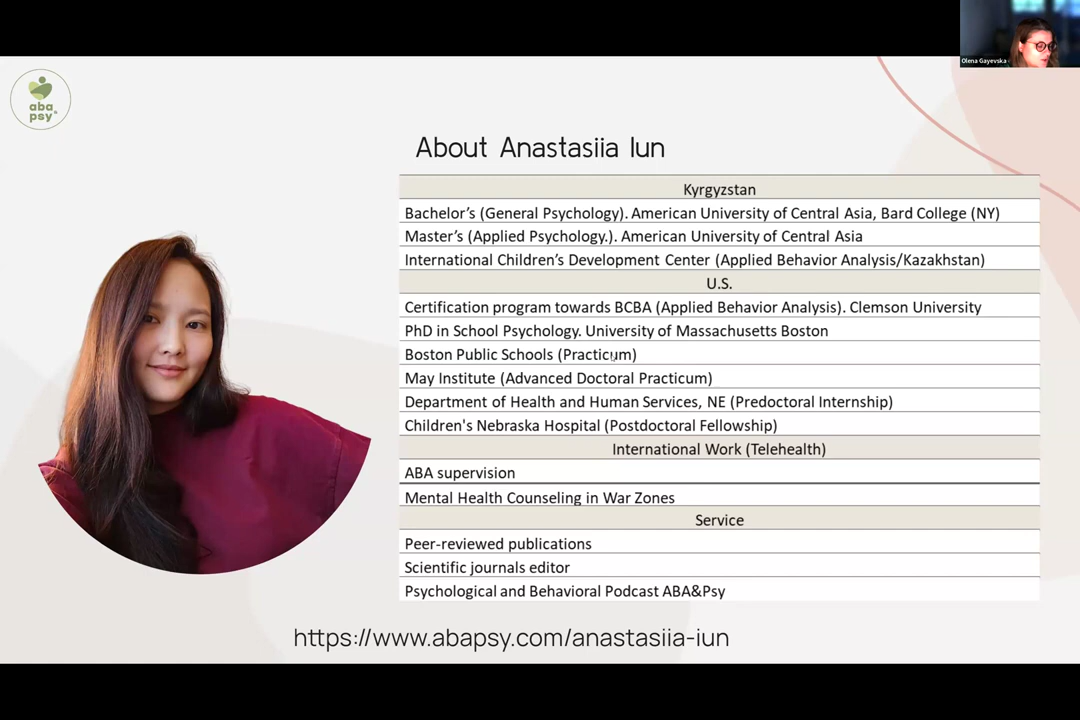 Olena Gayevska
aba
psy
About Anastasiia Iun
Kyrgyzstan
Bachelor's (General Psychology). American University of Central Asia, Bard College (NY)
Master's (Applied Psychology.). American University of Central Asia
International Children's Development Center (Applied Behavior Analysis/Kazakhstan)
U.S.
Certification program towards BCBA (Applied Behavior Analysis). Clemson University
PhD in School Psychology. University of Massachusetts Boston
Boston Public Schools (Practicum)
May Institute (Advanced Doctoral Practicum)
Department of Health and Human Services, NE (Predoctoral Internship)
Children's Nebraska Hospital (Postdoctoral Fellowship)
International Work (Telehealth)
ABA supervision
Mental Health Counseling in War Zones
Service
Peer-reviewed publications
Scientific journals editor
Psychological and Behavioral Podcast ABA&Psy
https://www.abapsy.com/anastasiia-iun